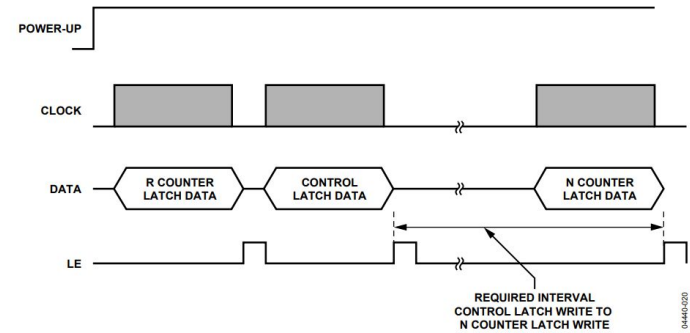 POWER-UP
CLOCK
DATA
R COUNTER
LATCH DATA
CONTROL
LATCH DATA
N COUNTER
LATCH DATA
LE
REQUIRED INTERVAL
CONTROL LATCH WRITE TO
N COUNTER LATCH WRITE
04440-020